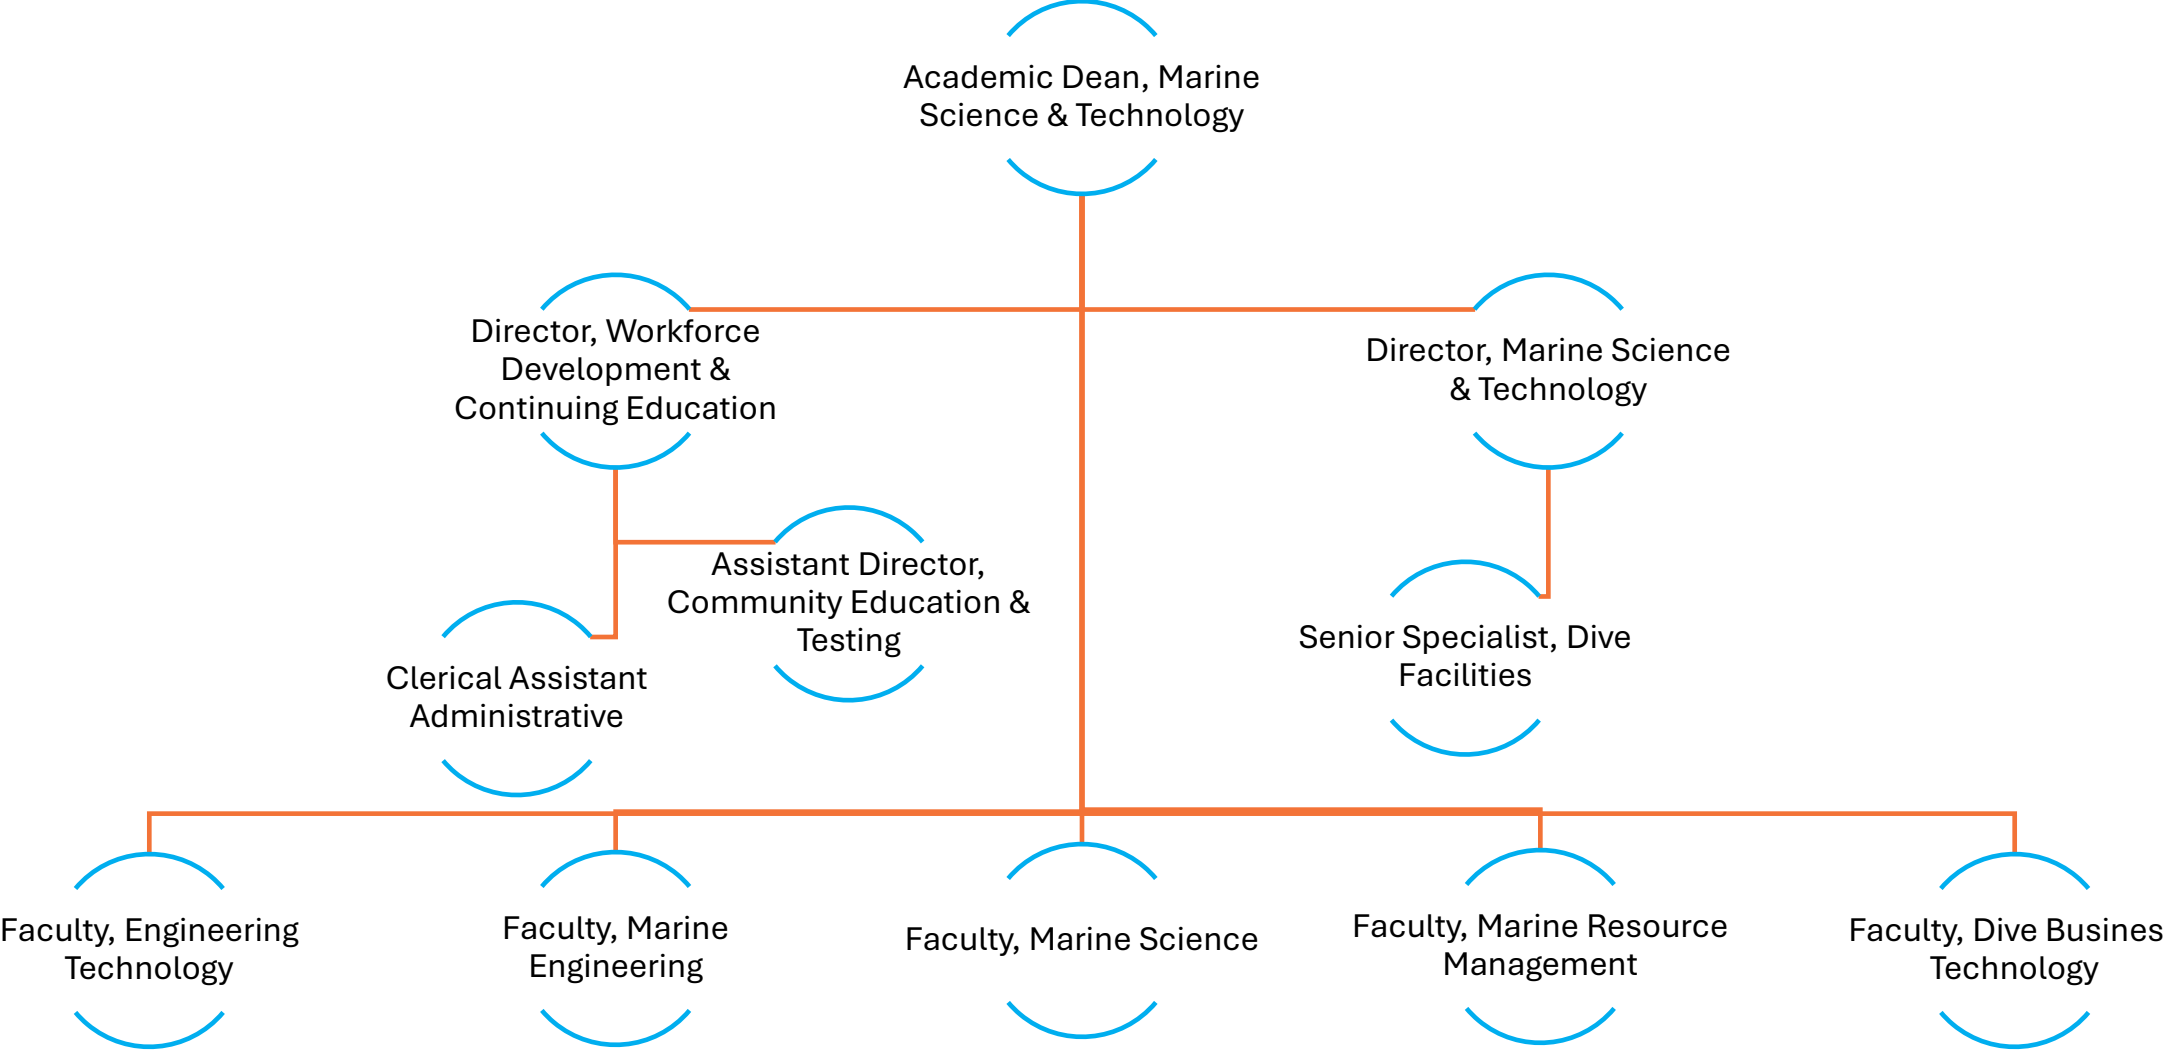 Academic Dean, Marine
Science & Technology
Director, Workforce
Development &
Continuing Education
Director, Marine Science
& Technology
Assistant Director,
Community Education &
Testing
Clerical Assistant
Administrative
Senior Specialist, Dive
Facilities
Faculty, Engineering
Technology
Faculty, Marine
Engineering
Faculty, Marine Science
Faculty, Marine Resource
Management
Faculty, Dive Busines
Technology